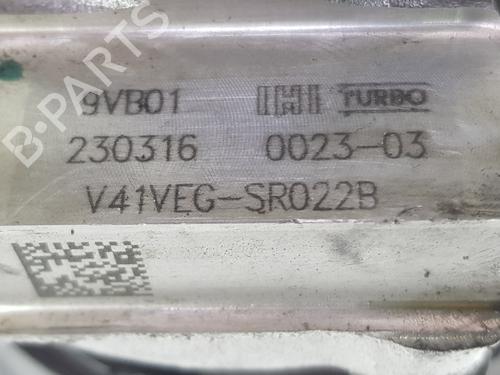 B-PARTS
9VB01 IHI TURBO
230316 0023-03
V41VEG-SR022B